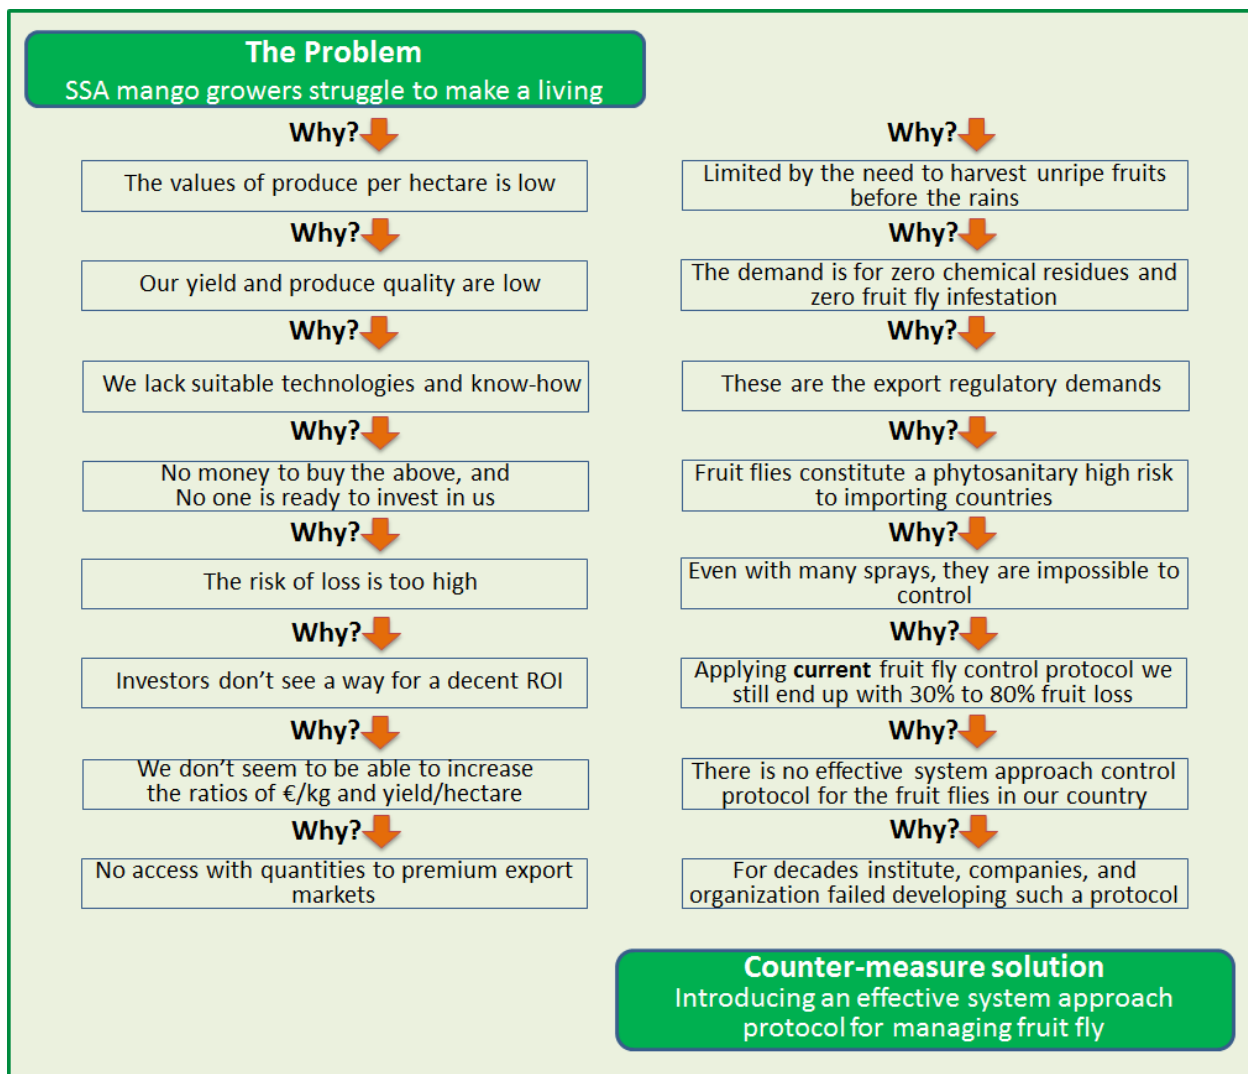 The Problem
SSA mango growers struggle to make a living
Why?
The values of produce per hectare is low
Why?
Our yield and produce quality are low
Why?
We lack suitable technologies and know-how
Why?
No money to buy the above, and
No one is ready to invest in us
Why?
The risk of loss is too high
Why?
Investors don't see a way for a decent ROI
Why?
We don't seem to be able to increase
the ratios of €/kg and yield/hectare
Why?
No access with quantities to premium export
markets
Why?
Limited by the need to harvest unripe fruits
before the rains
Why?
The demand is for zero chemical residues and
zero fruit fly infestation
Why?
These are the export regulatory demands
Why?
Fruit flies constitute a phytosanitary high risk
to importing countries
Why?
Even with many sprays, they are impossible to
control
Why?
Applying current fruit fly control protocol we
still end up with 30% to 80% fruit loss
Why?
There is no effective system approach control
protocol for the fruit flies in our country
Why?
For decades institute, companies, and
organization failed developing such a protocol
Counter-measure solution
Introducing an effective system approach
protocol for managing fruit fly